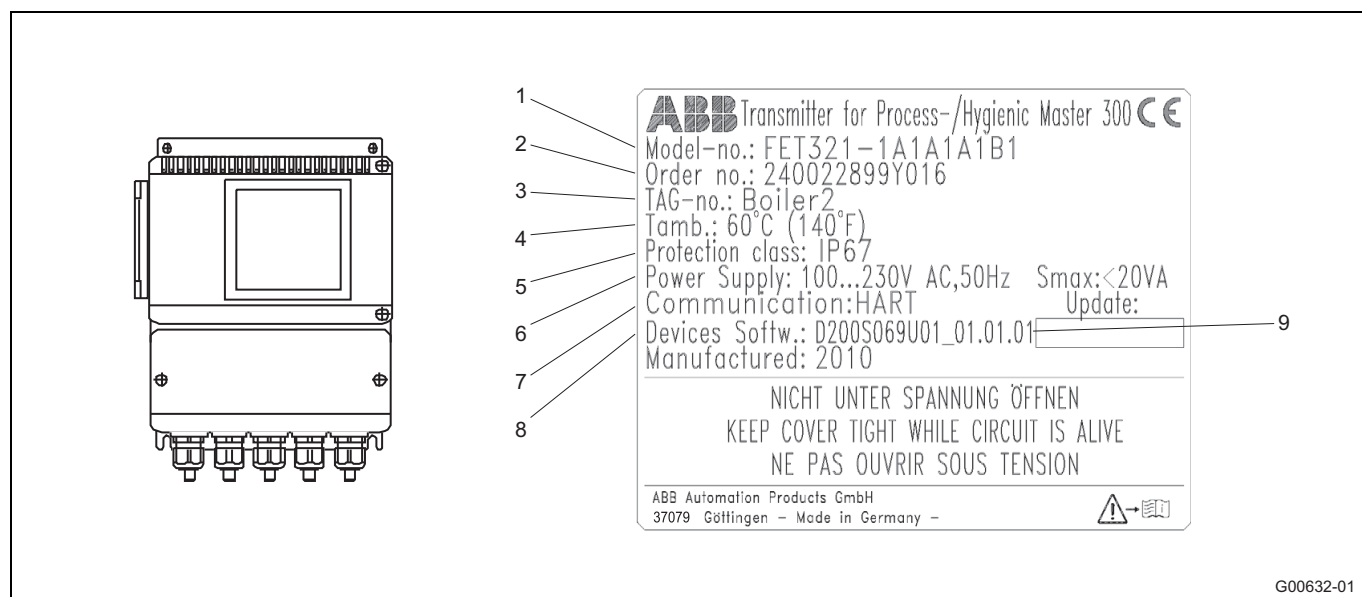 1
2
3
4
5
6
7
8
9
ABB Transmitter for Process-/Hygienic Master 300 CE
Model-no.: FET321-1A1A1A1B1
Order no.: 240022899Y016
TAG-no.: Boiler2
Tamb.: 60°C (140°F)
Protection class: IP67
Power Supply: 100...230V AC,50Hz Smax:<20VA
Communication:HART Update:
Devices Softw.: D200S069U01_01.01.01
Manufactured: 2010
NICHT UNTER SPANNUNG ÖFFNEN
KEEP COVER TIGHT WHILE CIRCUIT IS ALIVE
NE PAS OUVRIR SOUS TENSION
ABB Automation Products GmbH
37079 Göttingen - Made in Germany -
G00632-01